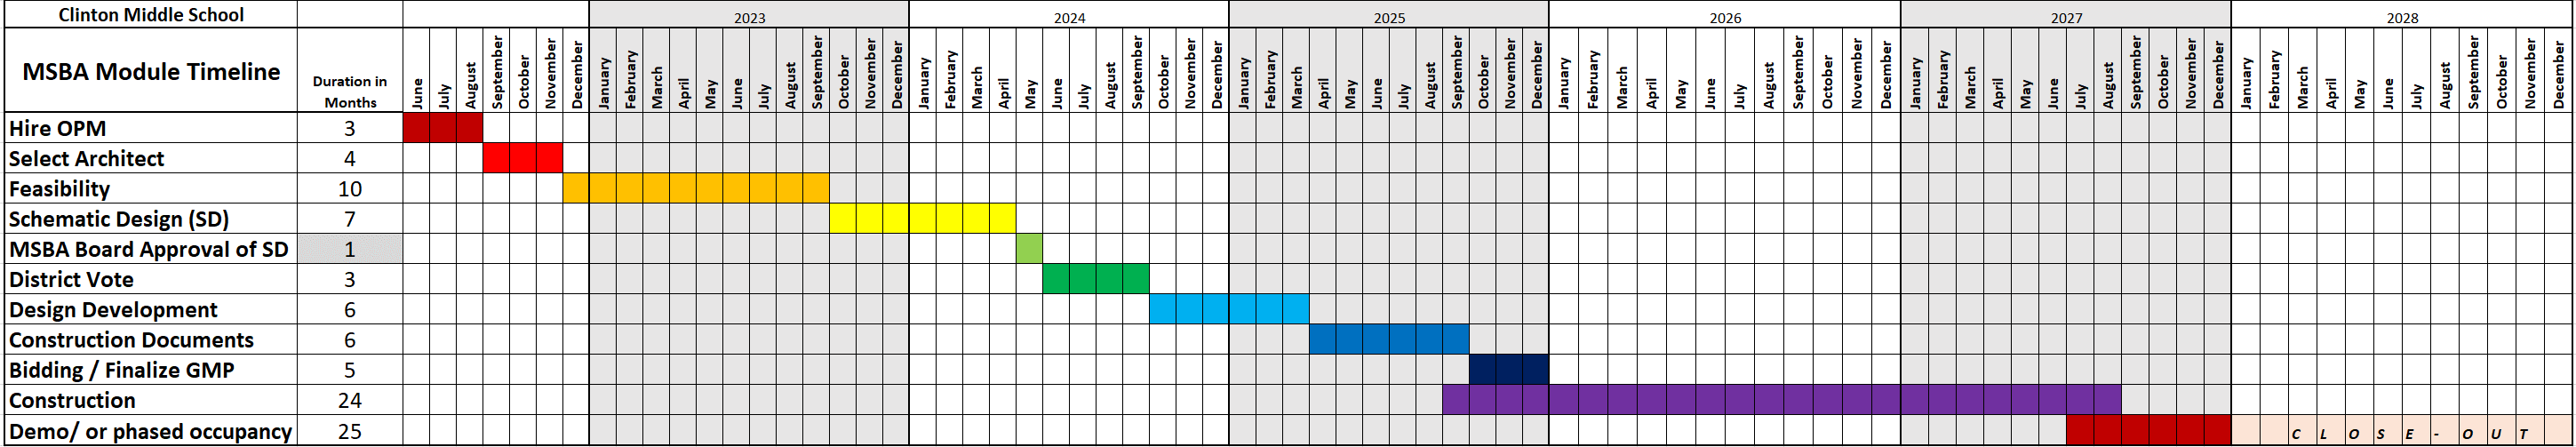 Clinton Middle School 2023 2024 2025 2026 2027 2028
MSBA Module Timeline Duration in Months June July August September October November December January February March April May June July August September October November December January February March April May June July August September October November December January February March April May June July August September October November December January February March April May June July August September October November December January February March April May June July August September October November December January February March April May June July August September October November December
Hire OPM 3
Select Architect 4
Feasibility 10
Schematic Design (SD) 7
MSBA Board Approval of SD 1
District Vote 3
Design Development 6
Construction Documents 6
Bidding / Finalize GMP 5
Construction 24
Demo/ or phased occupancy 25 C L O S E - O U T